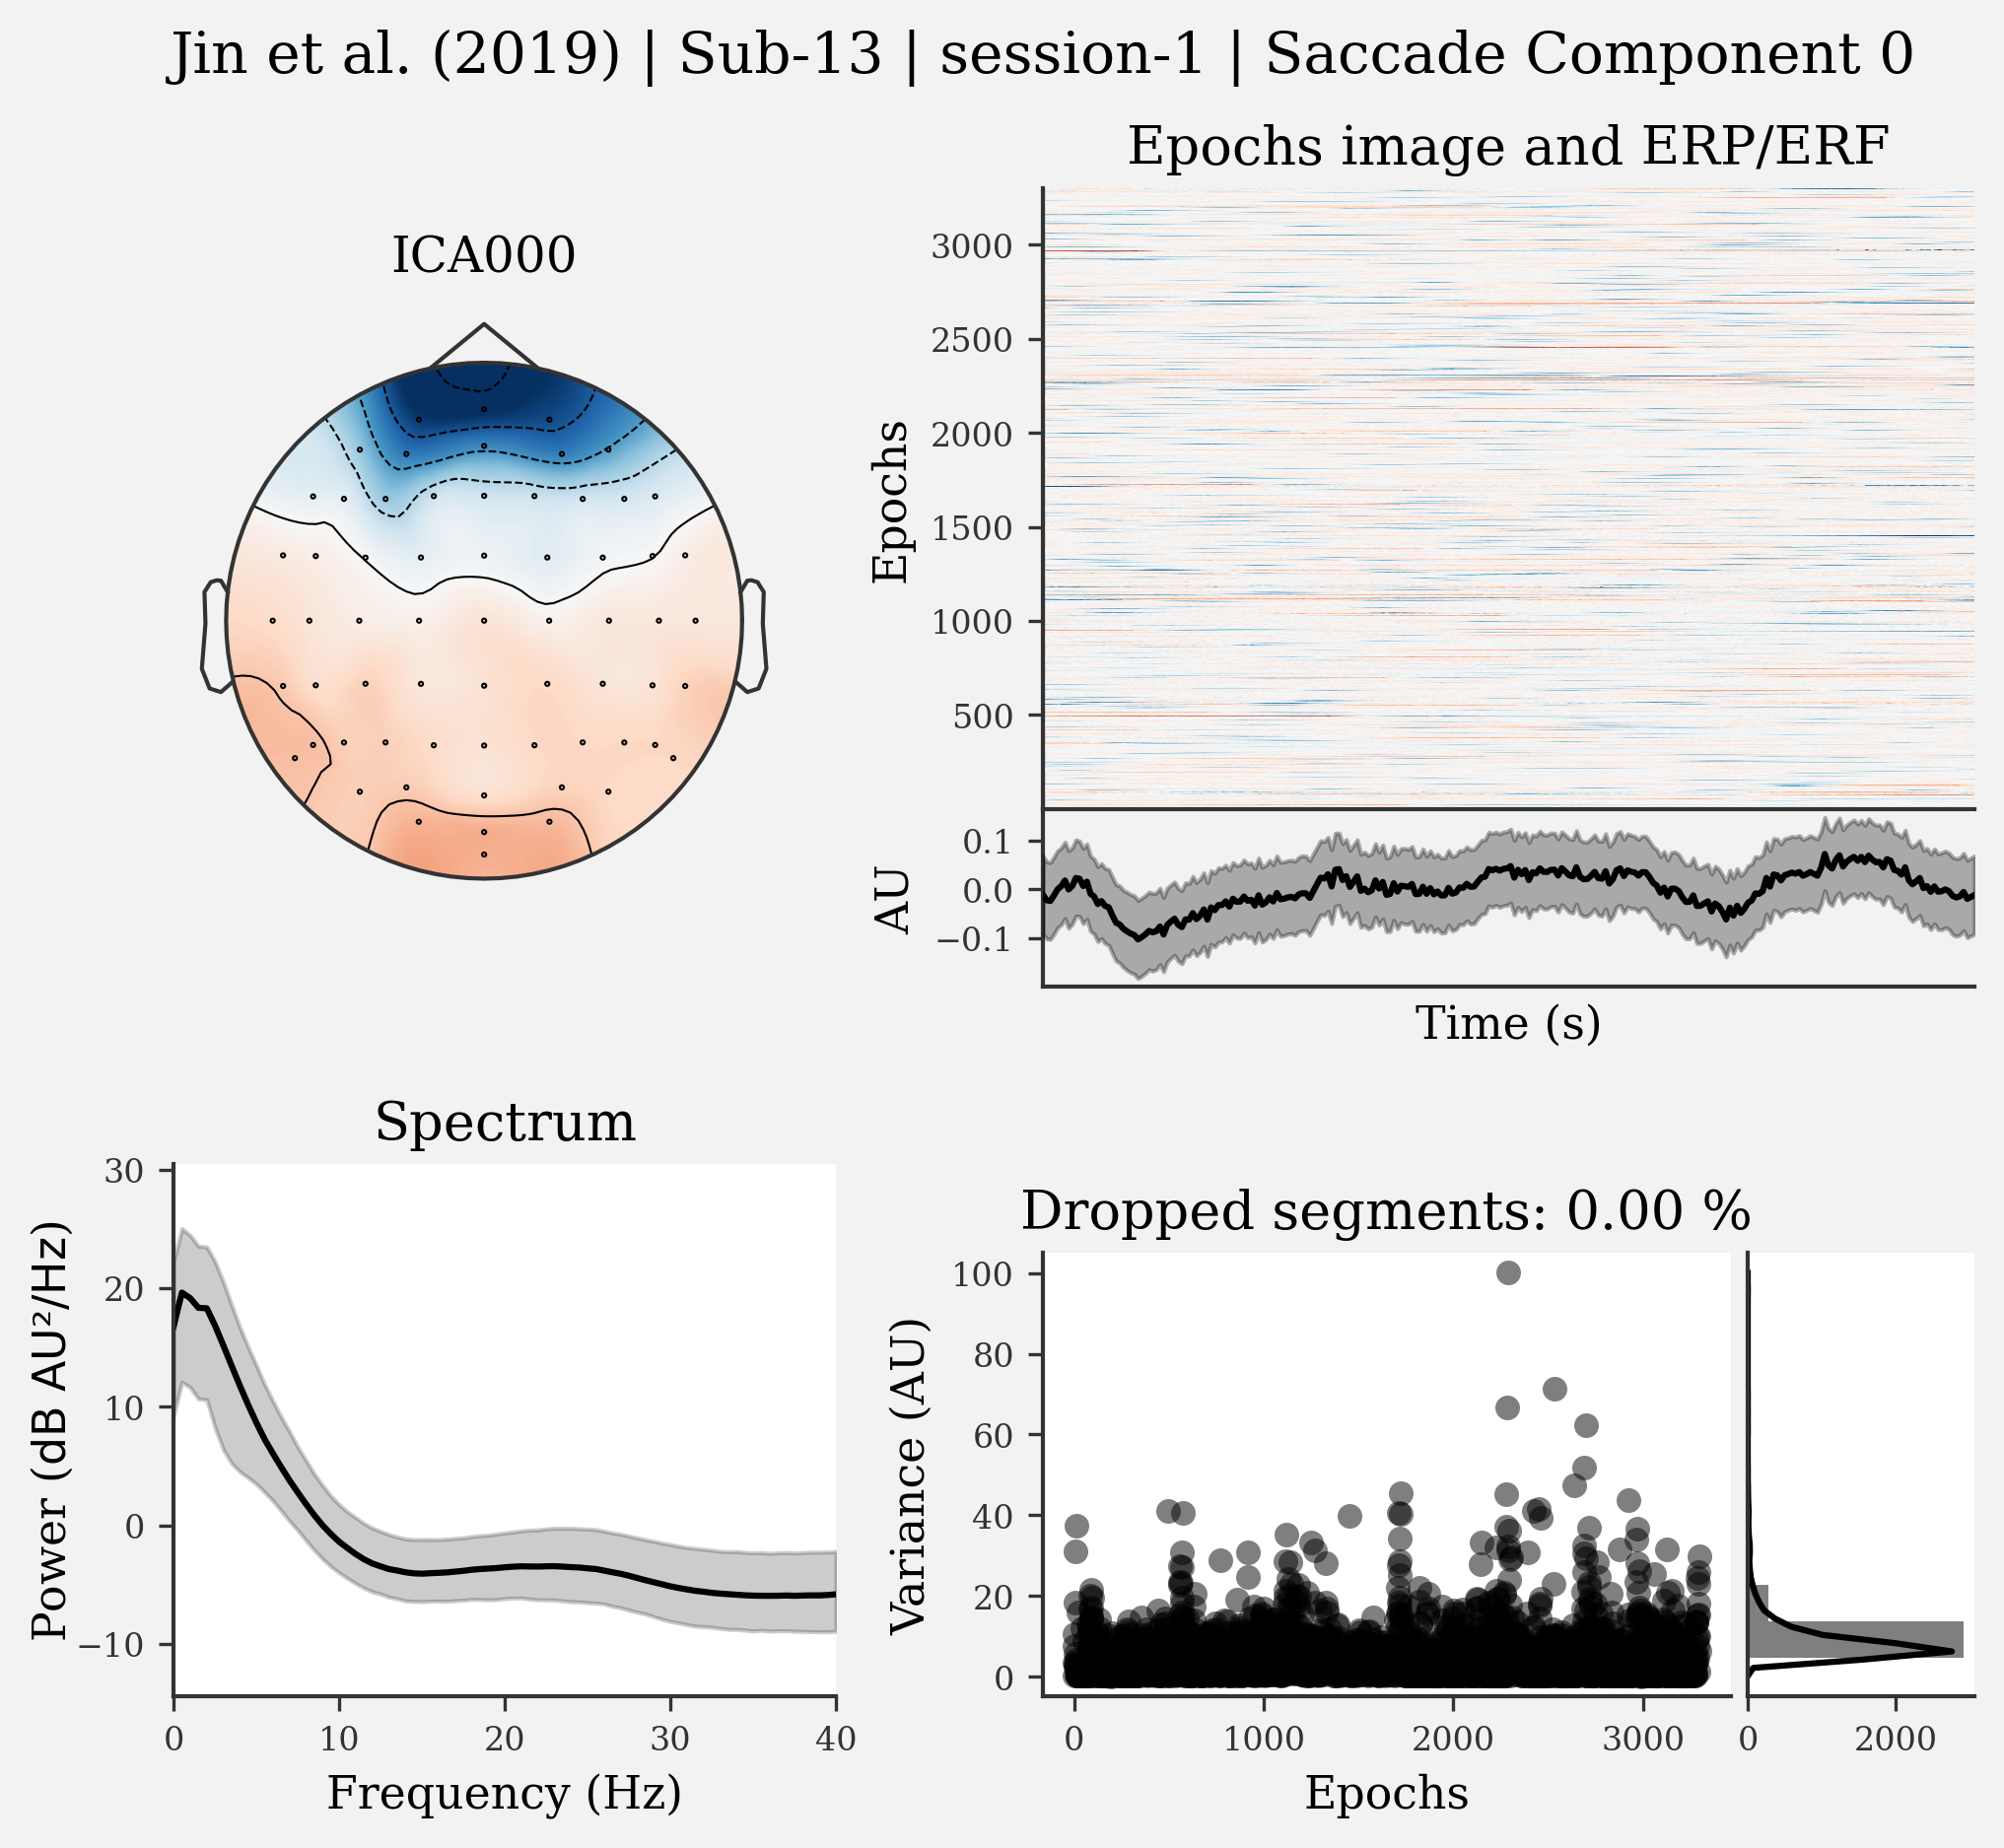 Jin et al. (2019) | Sub-13 | session-1 | Saccade Component 0
ICA000
Epochs image and ERP/ERF
Epochs
3000
2500
2000
1500
1000
500
AU
0.1
0.0
−0.1
Time (s)
Spectrum
Power (dB AU²/Hz)
30
20
10
0
−10
0 10 20 30 40
Frequency (Hz)
Dropped segments: 0.00 %
Variance (AU)
100
80
60
40
20
0
0 1000 2000 3000
Epochs
0 2000